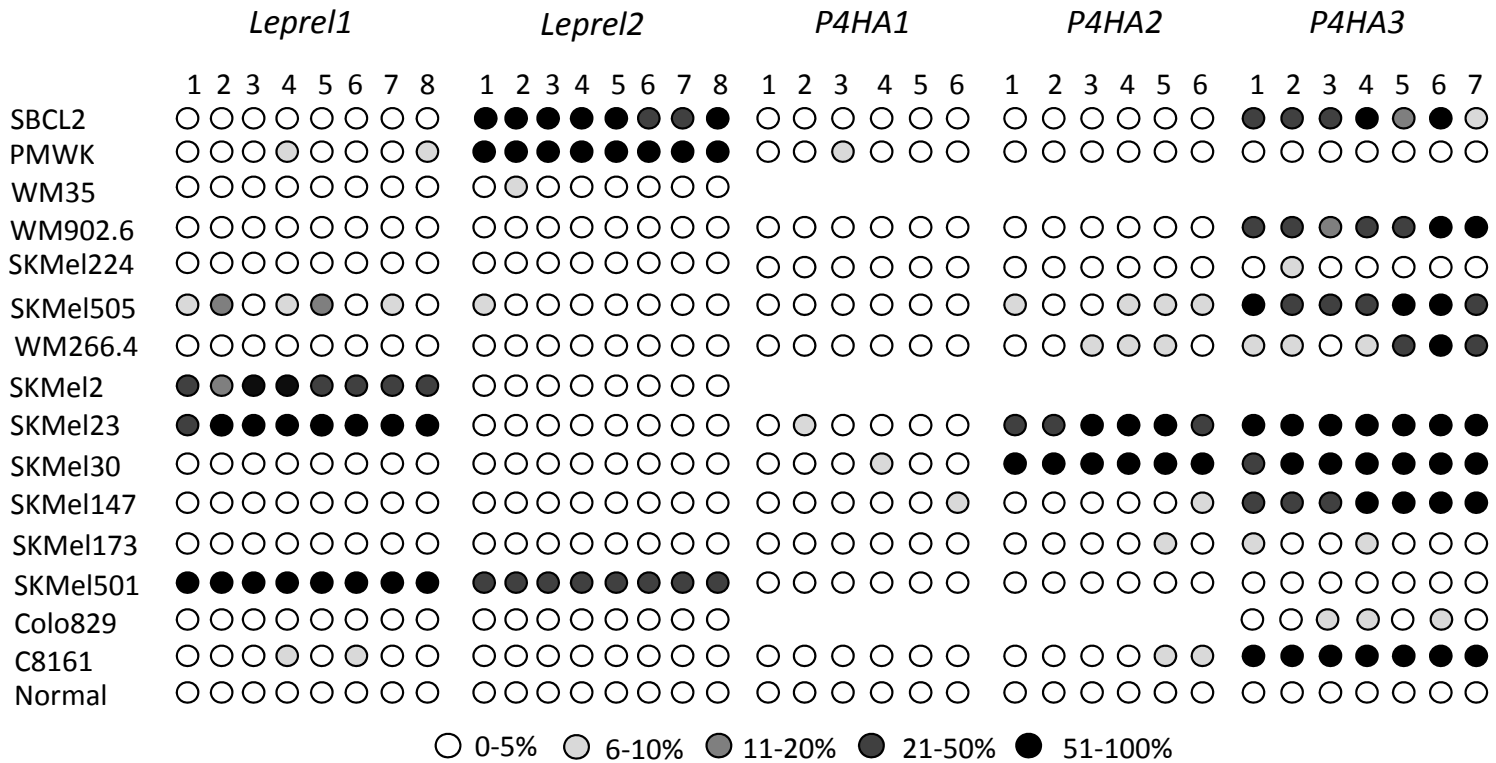 Leprel1 Leprel2 P4HA1 P4HA2 P4HA3
1 2 3 4 5 6 7 8 1 2 3 4 5 6 7 8 1 2 3 4 5 6 1 2 3 4 5 6 1 2 3 4 5 6 7
SBCL2
PMWK
WM35
WM902.6
SKMel224
SKMel505
WM266.4
SKMel2
SKMel23
SKMel30
SKMel147
SKMel173
SKMel501
Colo829
C8161
Normal
0-5% 6-10% 11-20% 21-50% 51-100%